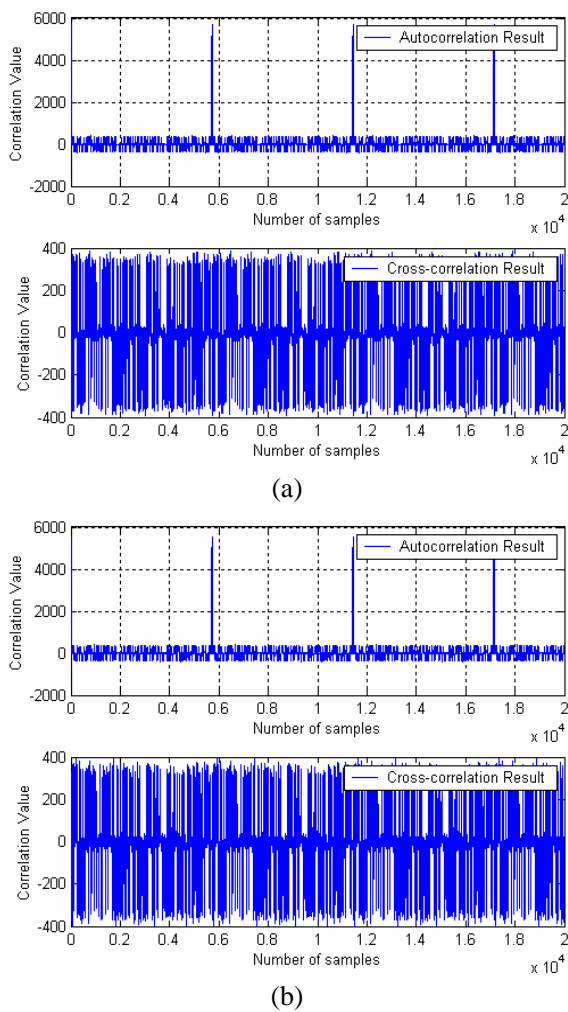 6000
4000
2000
0
-2000
Correlation Value
Autocorrelation Result
0 0.2 0.4 0.6 0.8 1 1.2 1.4 1.6 1.8 2
Number of samples
x 10^4
400
200
0
-200
-400
Correlation Value
Cross-correlation Result
0 0.2 0.4 0.6 0.8 1 1.2 1.4 1.6 1.8 2
Number of samples
x 10^4
(a)
6000
4000
2000
0
-2000
Correlation Value
Autocorrelation Result
0 0.2 0.4 0.6 0.8 1 1.2 1.4 1.6 1.8 2
Number of samples
x 10^4
400
200
0
-200
-400
Correlation Value
Cross-correlation Result
0 0.2 0.4 0.6 0.8 1 1.2 1.4 1.6 1.8 2
Number of samples
x 10^4
(b)